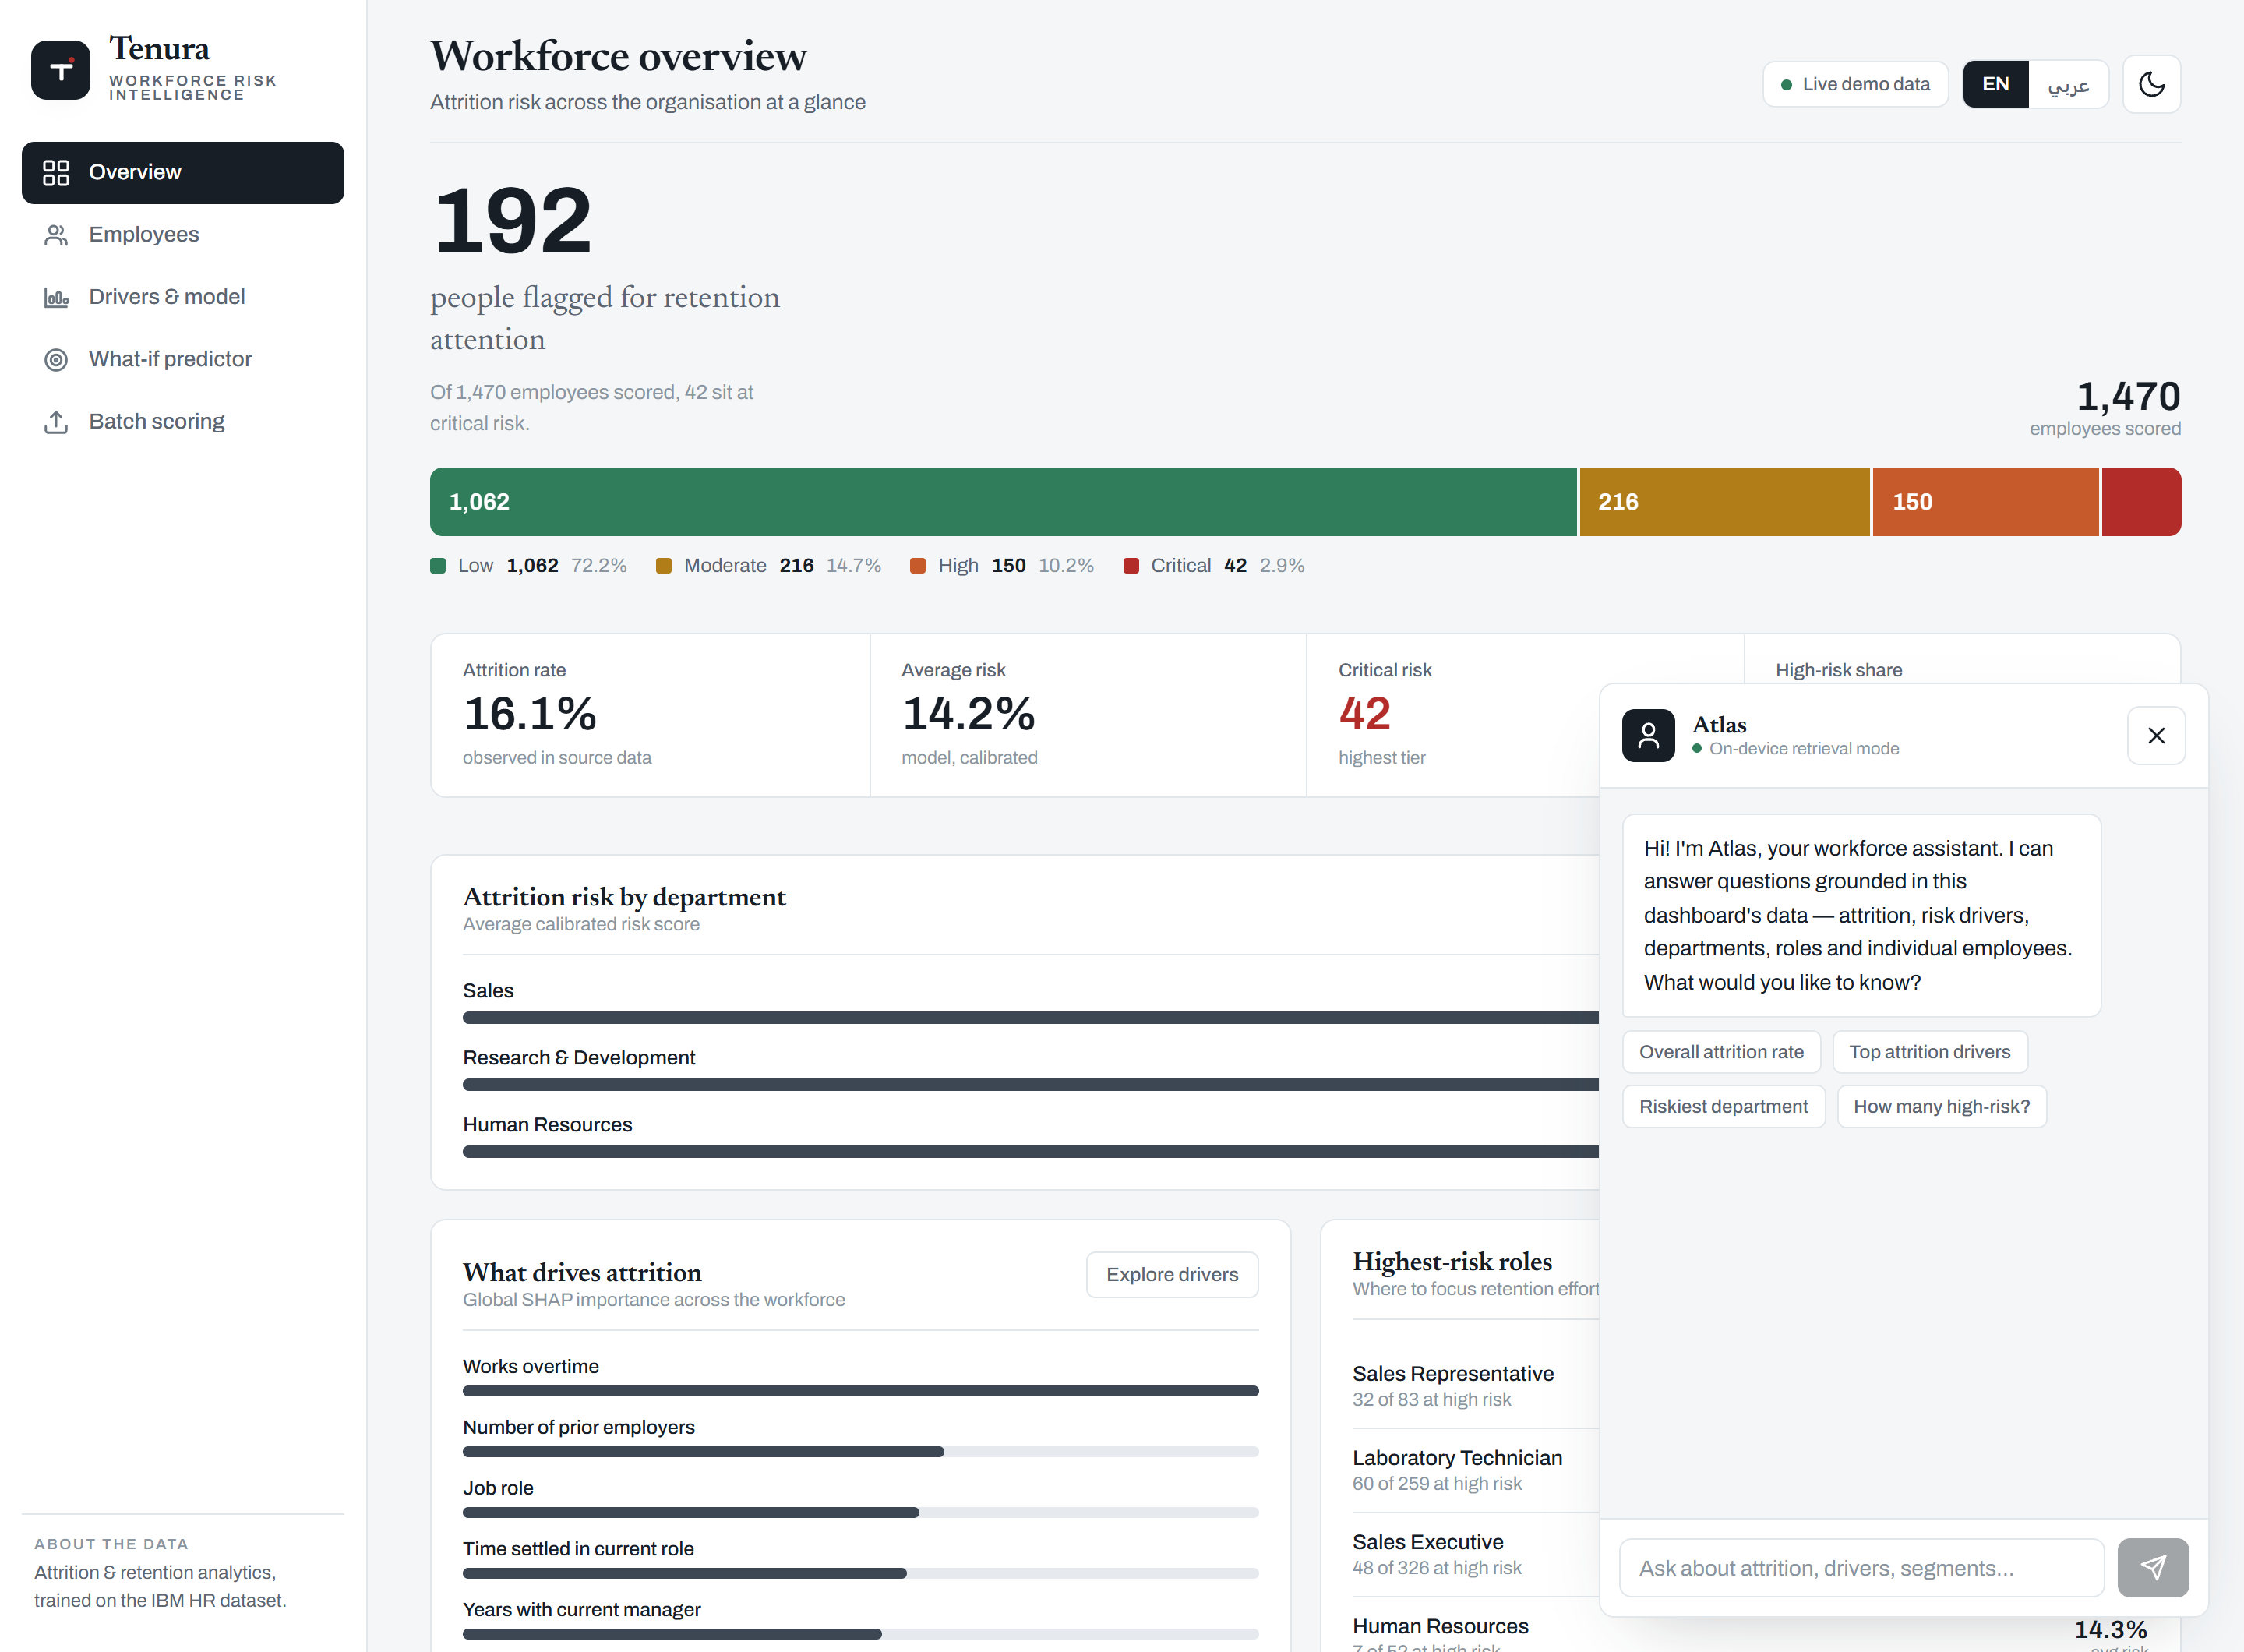 Tenura
WORKFORCE RISK
INTELLIGENCE
Overview
Employees
Drivers & model
What-if predictor
Batch scoring
ABOUT THE DATA
Attrition & retention analytics,
trained on the IBM HR dataset.
Workforce overview
Attrition risk across the organisation at a glance
Live demo data
EN
عربي
192
people flagged for retention
attention
Of 1,470 employees scored, 42 sit at
critical risk.
1,470
employees scored
1,062
216
150
Low 1,062 72.2% Moderate 216 14.7% High 150 10.2% Critical 42 2.9%
Attrition rate
16.1%
observed in source data
Average risk
14.2%
model, calibrated
Critical risk
42
highest tier
High-risk share
Attrition risk by department
Average calibrated risk score
Sales
Research & Development
Human Resources
What drives attrition
Global SHAP importance across the workforce
Explore drivers
Works overtime
Number of prior employers
Job role
Time settled in current role
Years with current manager
Highest-risk roles
Where to focus retention effort
Sales Representative
32 of 83 at high risk
Laboratory Technician
60 of 259 at high risk
Sales Executive
48 of 326 at high risk
Human Resources
7 of 52 at high risk
14.3%
avg risk
Atlas
On-device retrieval mode
Hi! I'm Atlas, your workforce assistant. I can
answer questions grounded in this
dashboard's data — attrition, risk drivers,
departments, roles and individual employees.
What would you like to know?
Overall attrition rate
Top attrition drivers
Riskiest department
How many high-risk?
Ask about attrition, drivers, segments...